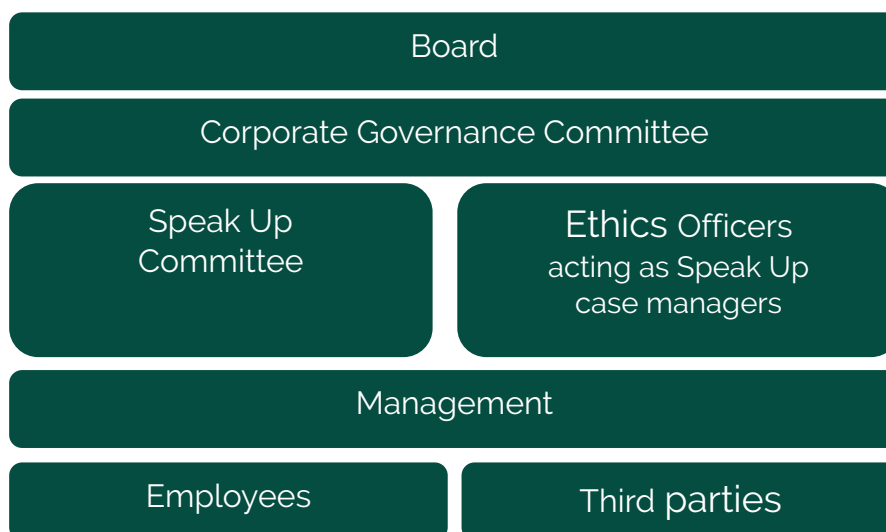 Board
Corporate Governance Committee
Speak Up
Committee
Ethics Officers
acting as Speak Up
case managers
Management
Employees
Third parties